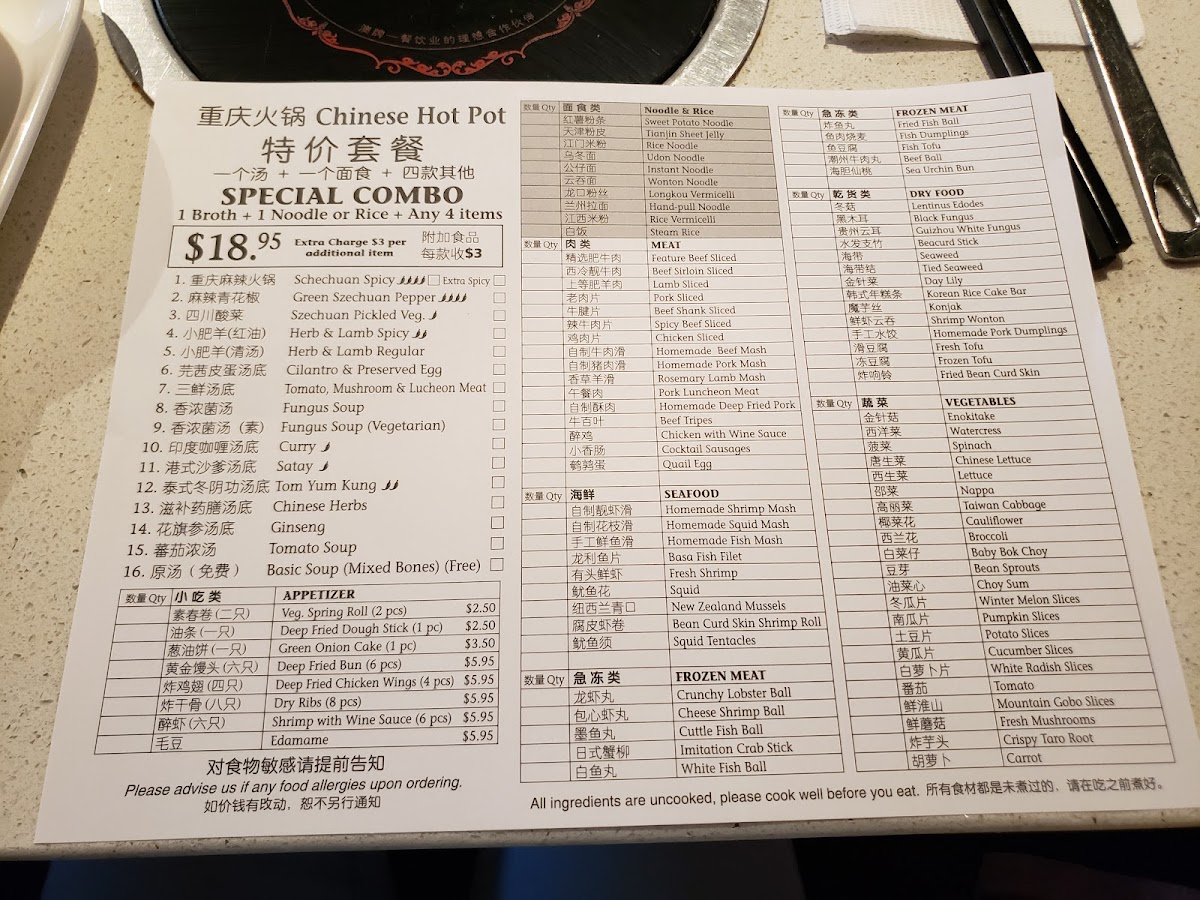 潮牌一餐饮业的理想合作伙伴
重庆火锅 Chinese Hot Pot
特价套餐
一个汤 + 一个面食 + 四款其他
SPECIAL COMBO
1 Broth + 1 Noodle or Rice + Any 4 items
$18.95 Extra Charge $3 per additional item 附加食品 每款收$3
1. 重庆麻辣火锅 Schechuan Spicy Extra Spicy
2. 麻辣青花椒 Green Szechuan Pepper
3. 四川酸菜 Szechuan Pickled Veg.
4. 小肥羊(红油) Herb & Lamb Spicy
5. 小肥羊(清汤) Herb & Lamb Regular
6. 芫茜皮蛋汤底 Cilantro & Preserved Egg
7. 三鲜汤底 Tomato, Mushroom & Lucheon Meat
8. 香浓菌汤 Fungus Soup
9. 香浓菌汤（素） Fungus Soup (Vegetarian)
10. 印度咖喱汤底 Curry
11. 港式沙爹汤底 Satay
12. 泰式冬阴功汤底 Tom Yum Kung
13. 滋补药膳汤底 Chinese Herbs
14. 花旗参汤底 Ginseng
15. 蕃茄浓汤 Tomato Soup
16. 原汤（免费） Basic Soup (Mixed Bones) (Free)
数量 Qty 小吃类 APPETIZER
素春卷(二只) Veg. Spring Roll (2 pcs) $2.50
油条(一只) Deep Fried Dough Stick (1 pc) $2.50
葱油饼(一只) Green Onion Cake (1 pc) $3.50
黄金馒头(六只) Deep Fried Bun (6 pcs) $5.95
炸鸡翅(四只) Deep Fried Chicken Wings (4 pcs) $5.95
炸干骨(八只) Dry Ribs (8 pcs) $5.95
醉虾(六只) Shrimp with Wine Sauce (6 pcs) $5.95
毛豆 Edamame $5.95
对食物敏感请提前告知
Please advise us if any food allergies upon ordering.
如价钱有改动，恕不另行通知
数量 Qty 面食类 Noodle & Rice
红薯粉条 Sweet Potato Noodle
天津粉皮 Tianjin Sheet Jelly
江门米粉 Rice Noodle
乌冬面 Udon Noodle
公仔面 Instant Noodle
云吞面 Wonton Noodle
龙口粉丝 Longkou Vermicelli
兰州拉面 Hand-pull Noodle
江西米粉 Rice Vermicelli
白饭 Steam Rice
数量 Qty 肉类 MEAT
精选肥牛肉 Feature Beef Sliced
西冷靓牛肉 Beef Sirloin Sliced
上等肥羊肉 Lamb Sliced
老肉片 Pork Sliced
牛腱片 Beef Shank Sliced
辣牛肉片 Spicy Beef Sliced
鸡肉片 Chicken Sliced
自制牛肉滑 Homemade Beef Mash
自制猪肉滑 Homemade Pork Mash
香草羊滑 Rosemary Lamb Mash
午餐肉 Pork Luncheon Meat
自制酥肉 Homemade Deep Fried Pork
牛百叶 Beef Tripes
醉鸡 Chicken with Wine Sauce
小香肠 Cocktail Sausages
鹌鹑蛋 Quail Egg
数量 Qty 海鲜 SEAFOOD
自制靓虾滑 Homemade Shrimp Mash
自制花枝滑 Homemade Squid Mash
手工鲜鱼滑 Homemade Fish Mash
龙利鱼片 Basa Fish Filet
有头鲜虾 Fresh Shrimp
鱿鱼花 Squid
纽西兰青口 New Zealand Mussels
腐皮虾卷 Bean Curd Skin Shrimp Roll
鱿鱼须 Squid Tentacles
数量 Qty 急冻类 FROZEN MEAT
龙虾丸 Crunchy Lobster Ball
包心虾丸 Cheese Shrimp Ball
墨鱼丸 Cuttle Fish Ball
日式蟹柳 Imitation Crab Stick
白鱼丸 White Fish Ball
数量 Qty 急冻类 FROZEN MEAT
炸鱼丸 Fried Fish Ball
鱼肉烧麦 Fish Dumplings
鱼豆腐 Fish Tofu
潮州牛肉丸 Beef Ball
海胆仙桃 Sea Urchin Bun
数量 Qty 乾货类 DRY FOOD
冬菇 Lentinus Edodes
黑木耳 Black Fungus
贵州云耳 Guizhou White Fungus
水发支竹 Beacurd Stick
海带 Seaweed
海带结 Tied Seaweed
金针菜 Day Lily
韩式年糕条 Korean Rice Cake Bar
魔芋丝 Konjak
鲜虾云吞 Shrimp Wonton
手工水饺 Homemade Pork Dumplings
滑豆腐 Fresh Tofu
冻豆腐 Frozen Tofu
炸响铃 Fried Bean Curd Skin
数量 Qty 蔬菜 VEGETABLES
金针菇 Enokitake
西洋菜 Watercress
菠菜 Spinach
唐生菜 Chinese Lettuce
西生菜 Lettuce
邵菜 Nappa
高丽菜 Taiwan Cabbage
椰菜花 Cauliflower
西兰花 Broccoli
白菜仔 Baby Bok Choy
豆芽 Bean Sprouts
油菜心 Choy Sum
冬瓜片 Winter Melon Slices
南瓜片 Pumpkin Slices
土豆片 Potato Slices
黄瓜片 Cucumber Slices
白萝卜片 White Radish Slices
番茄 Tomato
鲜淮山 Mountain Gobo Slices
鲜蘑菇 Fresh Mushrooms
炸芋头 Crispy Taro Root
胡萝卜 Carrot
All ingredients are uncooked, please cook well before you eat. 所有食材都是未煮过的，请在吃之前煮好。